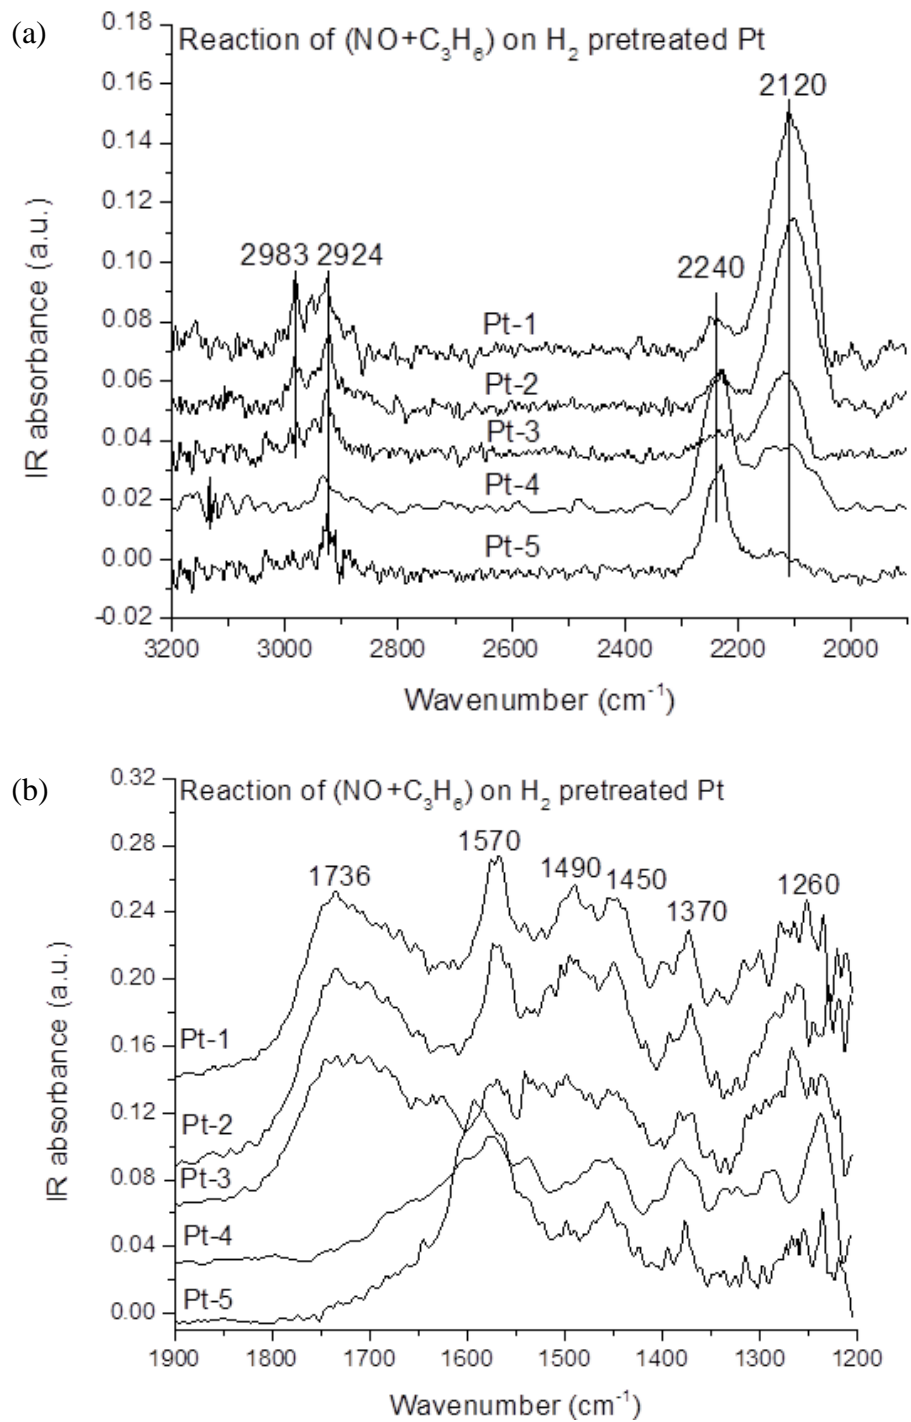 (a)
Reaction of (NO+C₃H₆) on H₂ pretreated Pt
0.18
0.16
0.14
0.12
0.10
0.08
0.06
0.04
0.02
0.00
-0.02
IR absorbance (a.u.)
2120
2983 2924
2240
Pt-1
Pt-2
Pt-3
Pt-4
Pt-5
3200 3000 2800 2600 2400 2200 2000
Wavenumber (cm⁻¹)
(b)
Reaction of (NO+C₃H₆) on H₂ pretreated Pt
0.32
0.28
0.24
0.20
0.16
0.12
0.08
0.04
0.00
IR absorbance (a.u.)
1736
1570
1490
1450
1370
1260
Pt-1
Pt-2
Pt-3
Pt-4
Pt-5
1900 1800 1700 1600 1500 1400 1300 1200
Wavenumber (cm⁻¹)